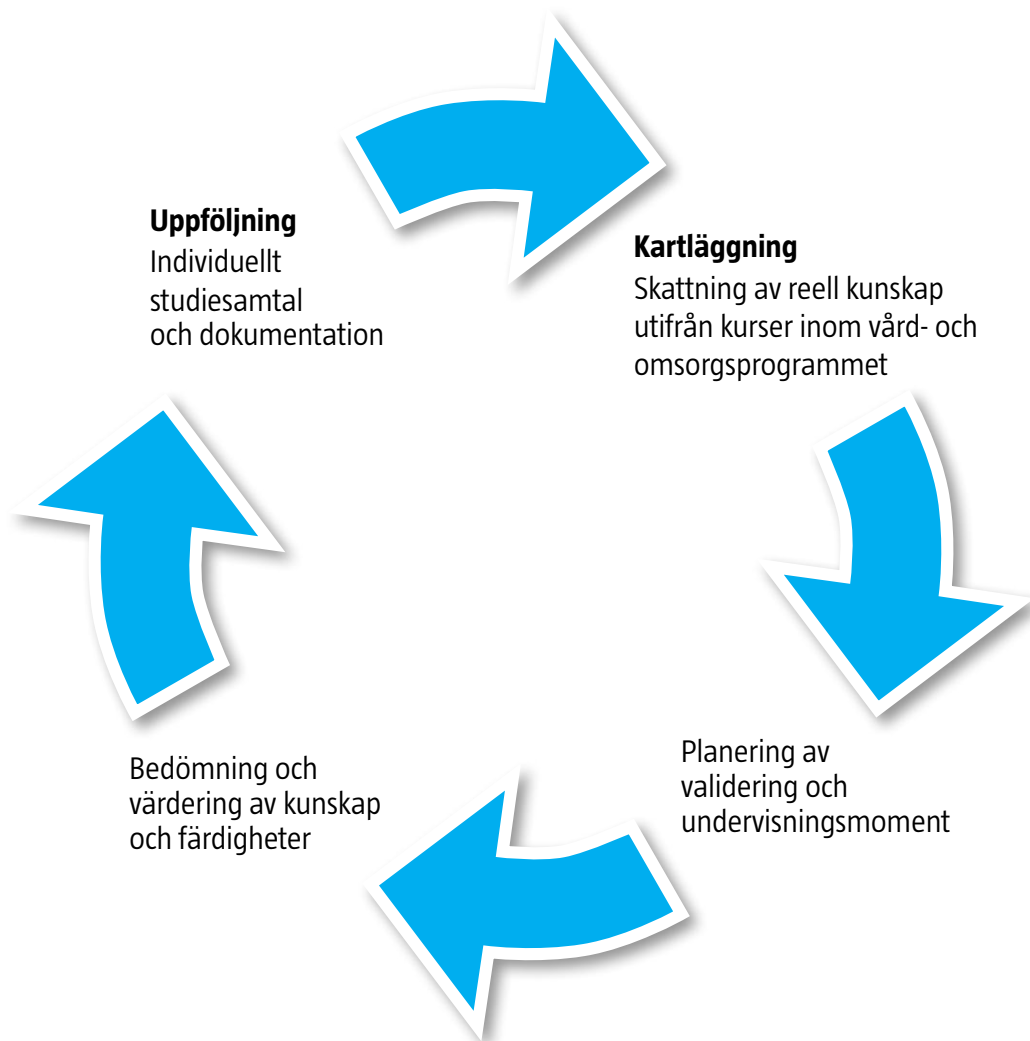 Uppföljning
Individuellt
studiesamtal
och dokumentation
Kartläggning
Skattning av reell kunskap
utifrån kurser inom vård- och
omsorgsprogrammet
Planering av
validering och
undervisningsmoment
Bedömning och
värdering av kunskap
och färdigheter